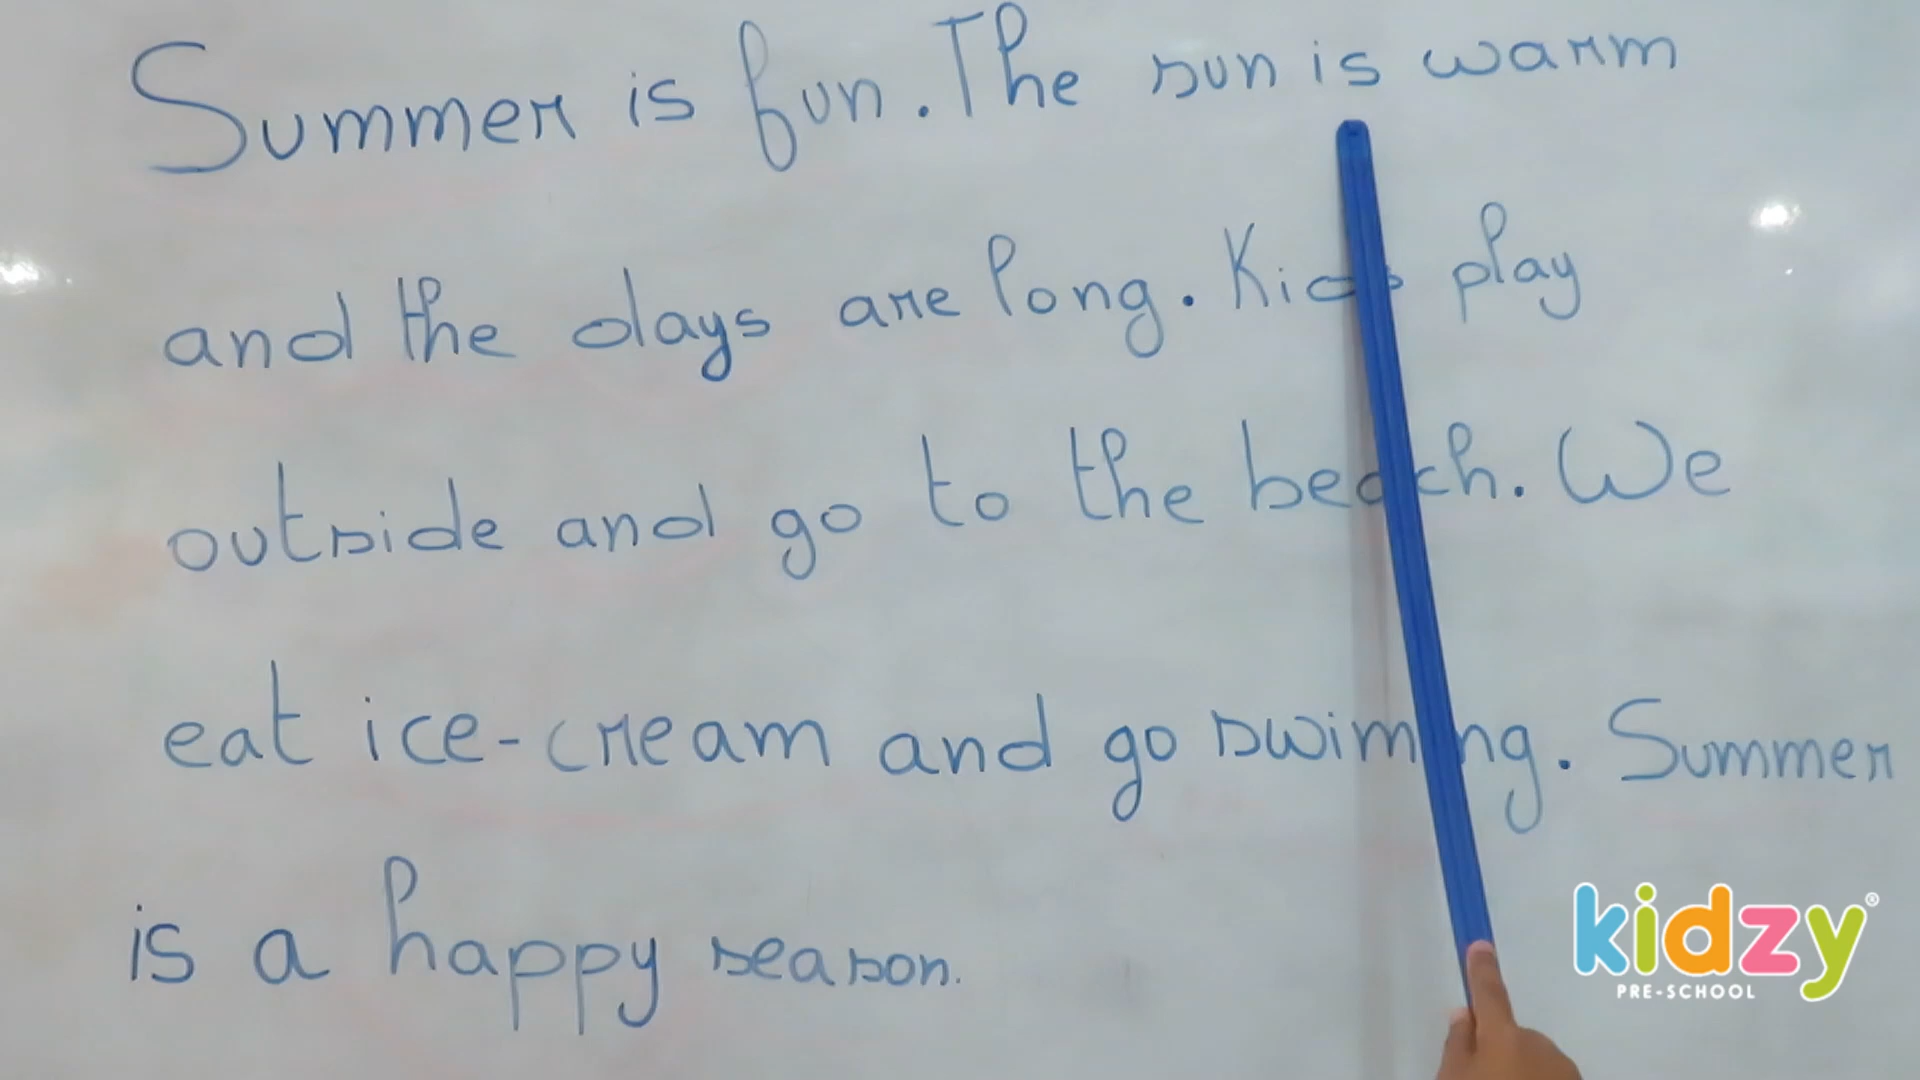 Summer is fun. The sun is warm
and the days are long. Kids play
outside and go to the beach. We
eat ice-cream and go swiming. Summer
is a happy season.
kidzy®
PRE-SCHOOL